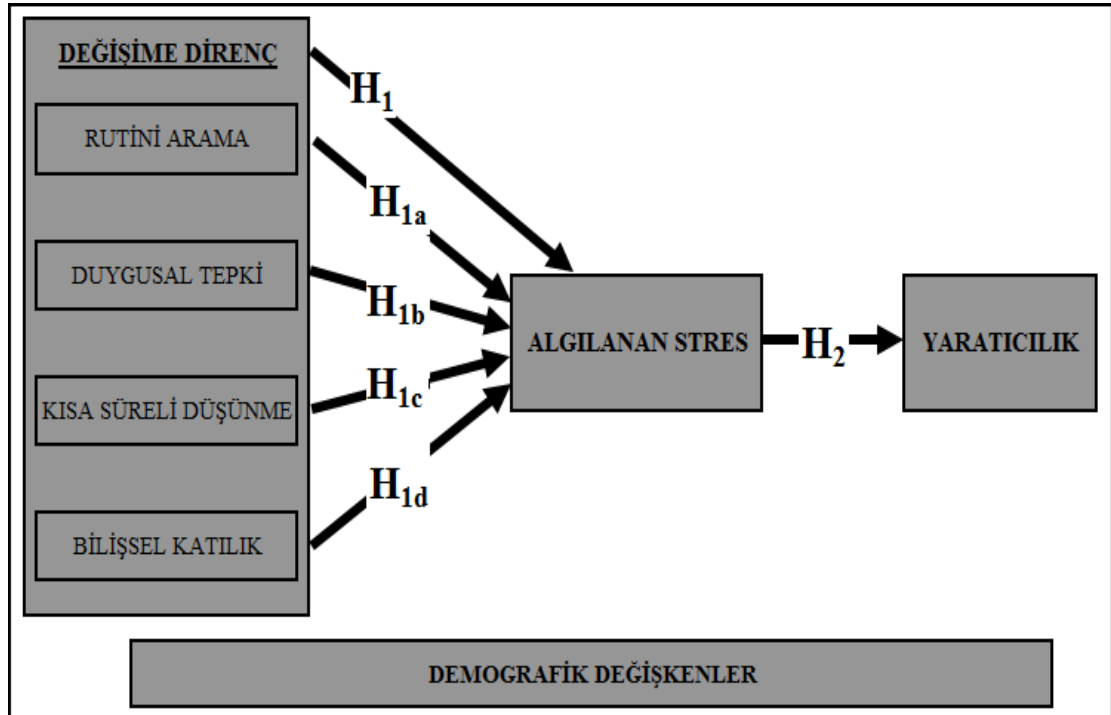 DEĞİŞİME DİRENÇ
RUTİNİ ARAMA
DUYGUSAL TEPKİ
KISA SÜRELİ DÜŞÜNME
BİLİŞSEL KATILIK
H1
H1a
H1b
H1c
H1d
ALGILANAN STRES
H2
YARATICILIK
DEMOGRAFİK DEĞİŞKENLER